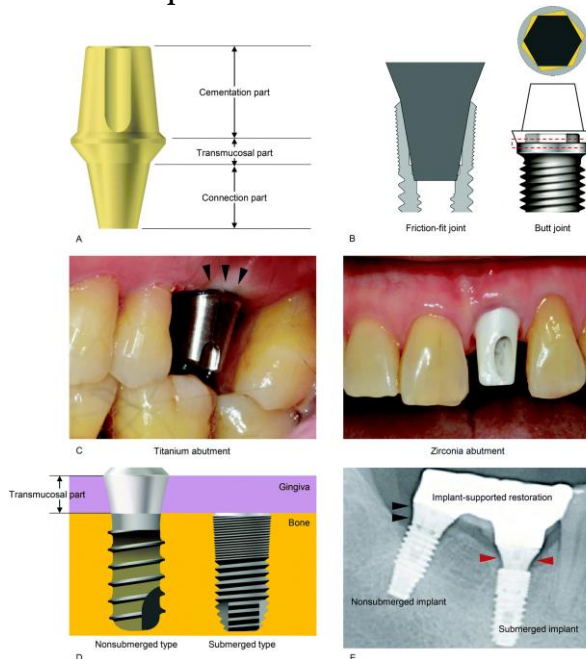 Cementation part
Transmucosal part
Connection part
A
B
Friction-fit joint
Butt joint
C
Titanium abutment
Zirconia abutment
Transmucosal part
Gingiva
Bone
Nonsubmerged type
Submerged type
D
Implant-supported restoration
Nonsubmerged implant
Submerged implant
E